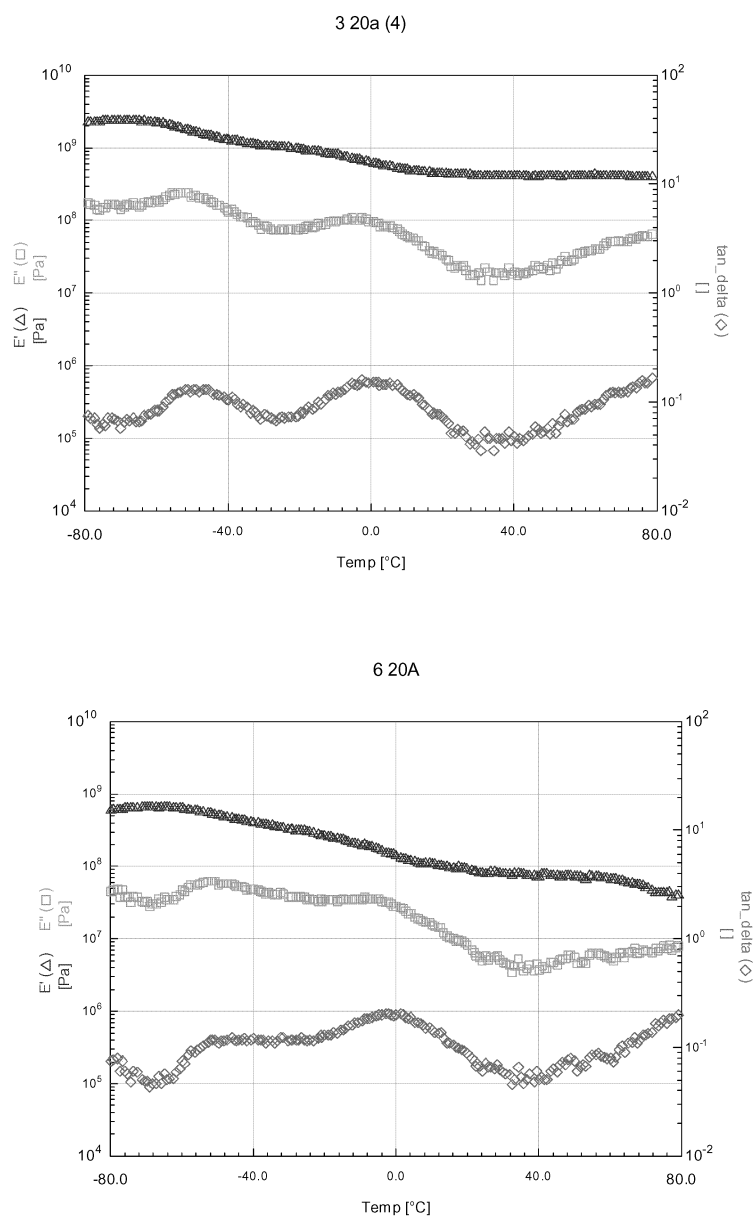 3 20a (4)
10^10
10^9
10^8
10^7
10^6
10^5
10^4
10^2
10^1
10^0
10^-1
10^-2
E" (□)
[Pa]
E' (△)
[Pa]
tan_delta (◇)
[]
-80.0
-40.0
0.0
40.0
80.0
Temp [°C]
6 20A
10^10
10^9
10^8
10^7
10^6
10^5
10^4
10^2
10^1
10^0
10^-1
10^-2
E" (□)
[Pa]
E' (△)
[Pa]
tan_delta (◇)
[]
-80.0
-40.0
0.0
40.0
80.0
Temp [°C]